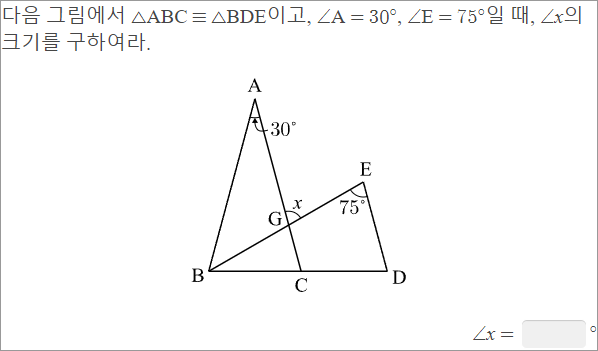 다음 그림에서 △ABC ≡ △BDE이고, ∠A = 30°, ∠E = 75°일 때, ∠x의
크기를 구하여라.
A
30°
E
x
75°
G
B
C
D
∠x = °